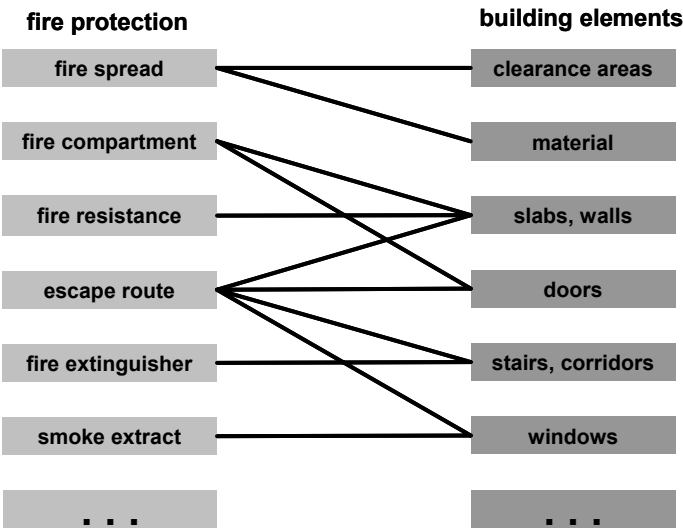 fire protection
building elements
fire spread
clearance areas
fire compartment
material
fire resistance
slabs, walls
escape route
doors
fire extinguisher
stairs, corridors
smoke extract
windows
. . .
. . .